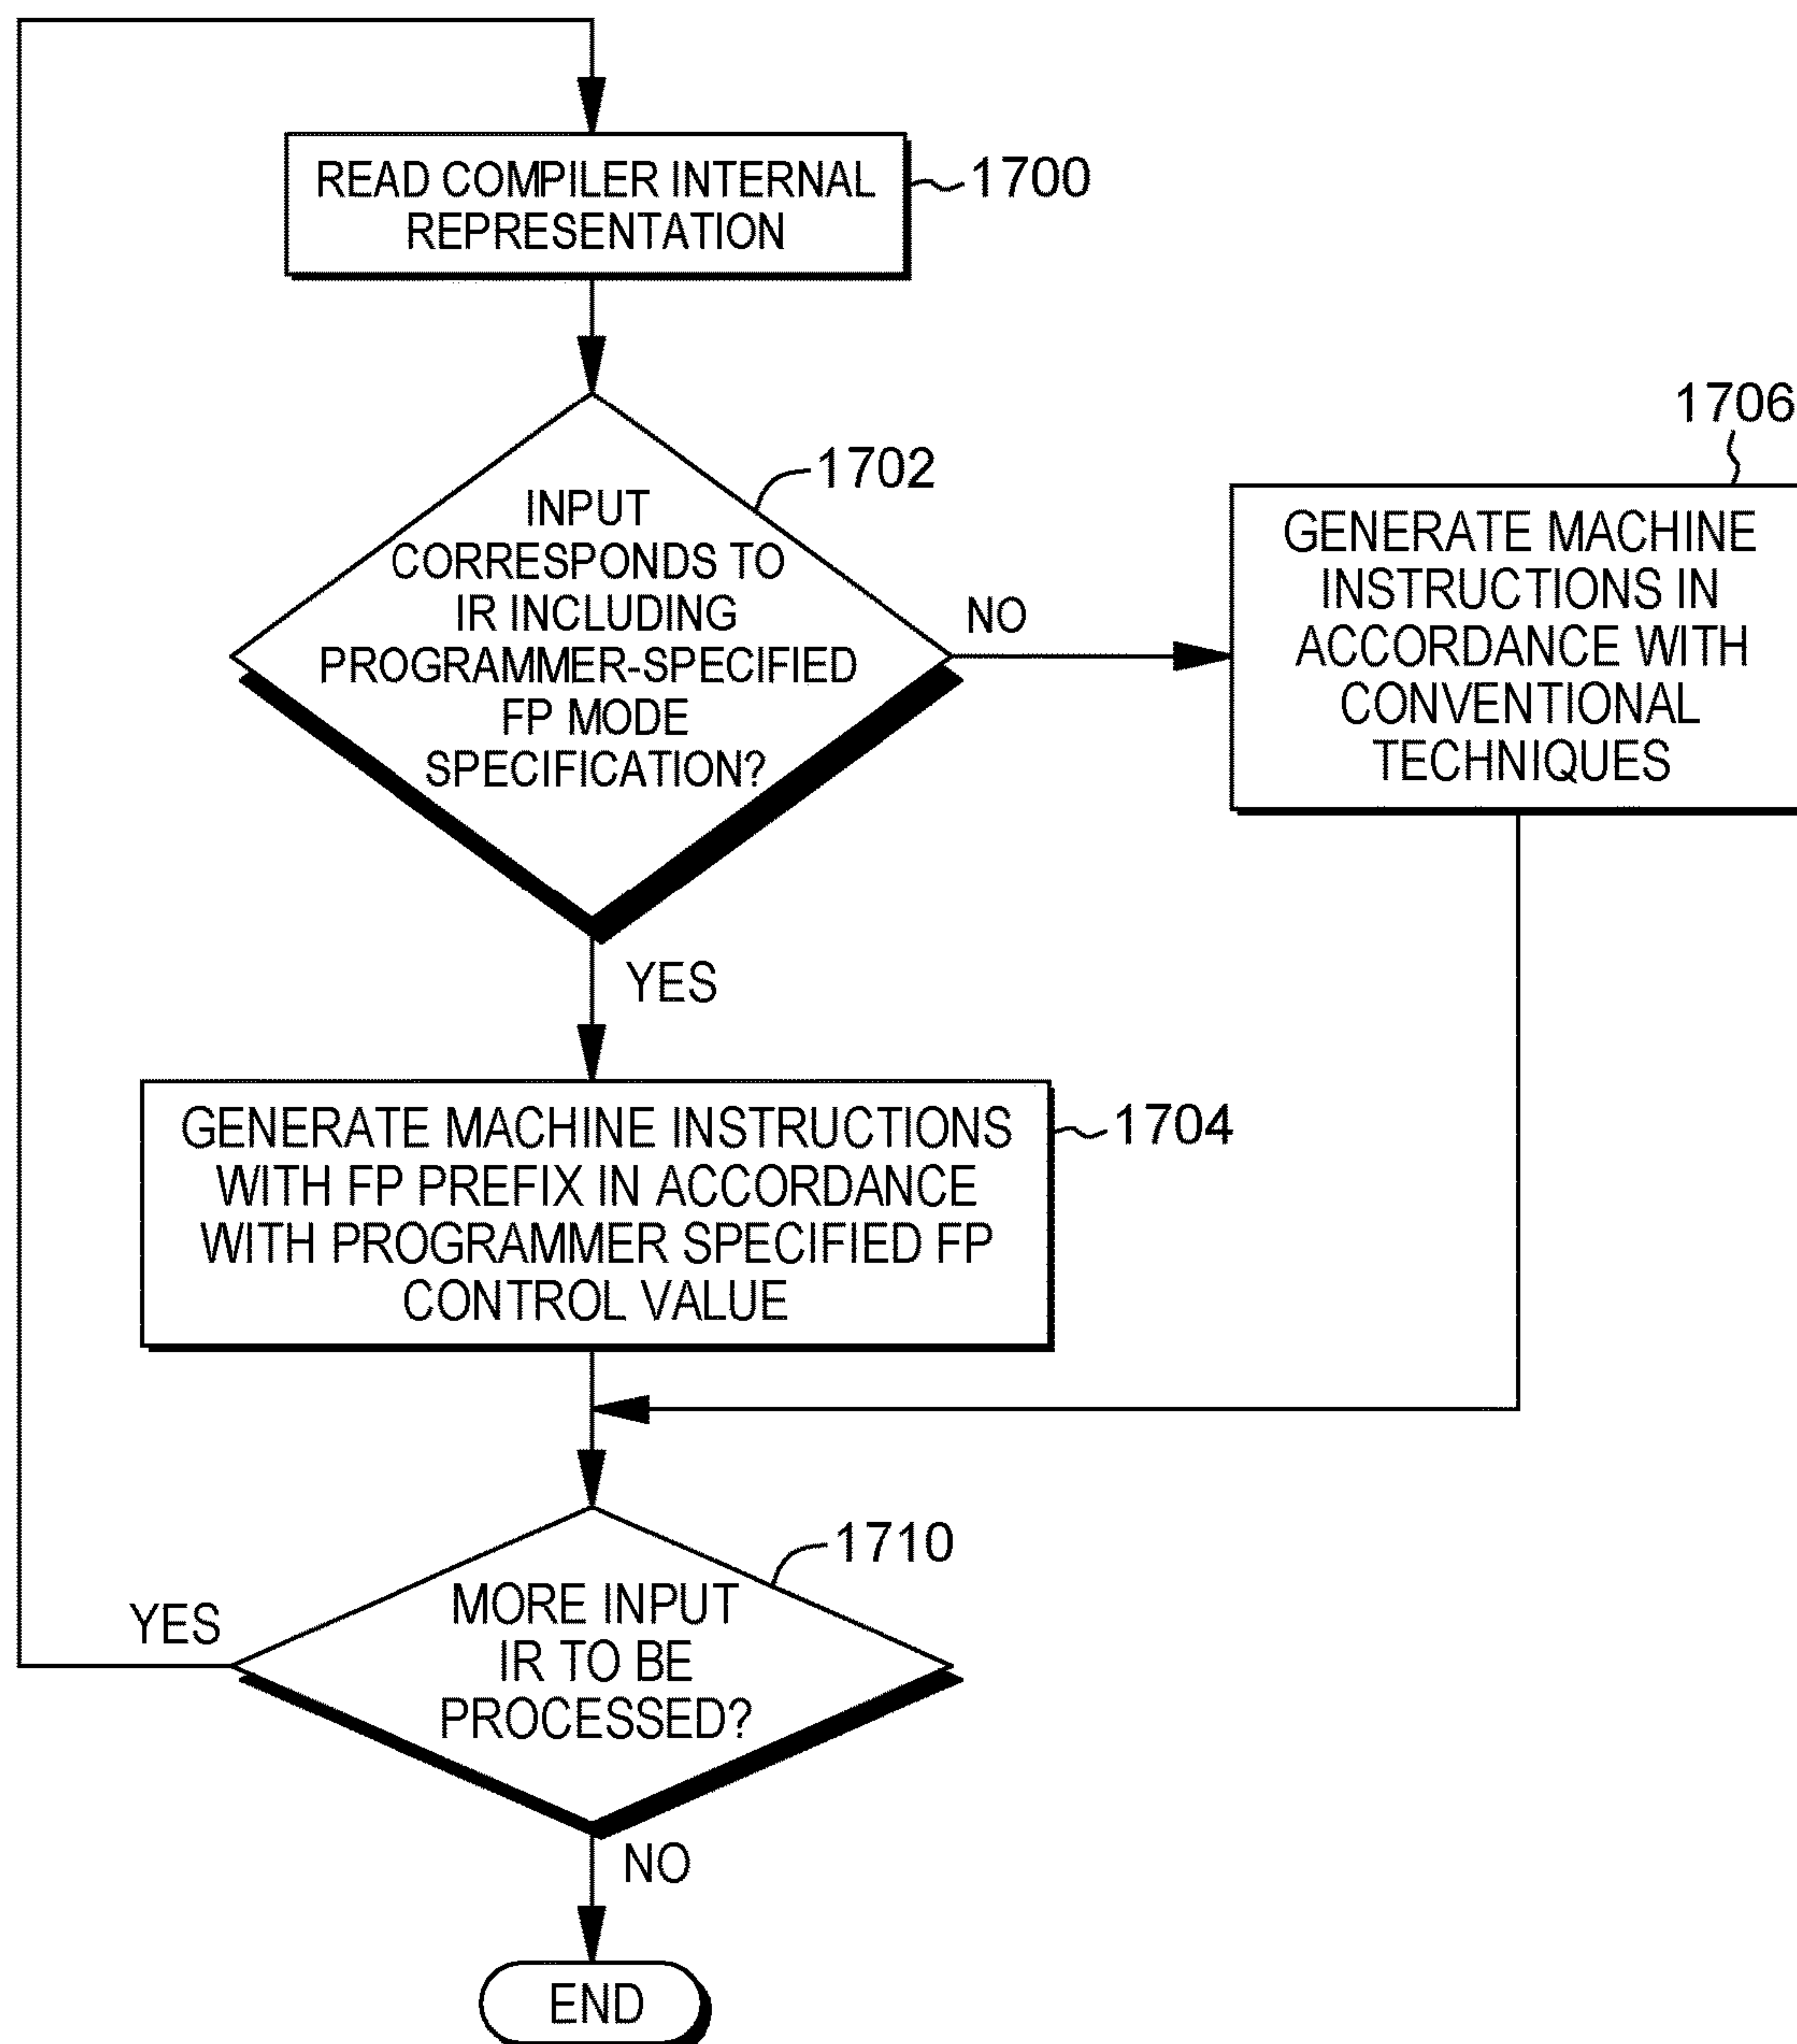 READ COMPILER INTERNAL
REPRESENTATION
1700
1702
INPUT
CORRESPONDS TO
IR INCLUDING
PROGRAMMER-SPECIFIED
FP MODE
SPECIFICATION?
NO
1706
GENERATE MACHINE
INSTRUCTIONS IN
ACCORDANCE WITH
CONVENTIONAL
TECHNIQUES
YES
GENERATE MACHINE INSTRUCTIONS
WITH FP PREFIX IN ACCORDANCE
WITH PROGRAMMER SPECIFIED FP
CONTROL VALUE
1704
1710
MORE INPUT
IR TO BE
PROCESSED?
YES
NO
END